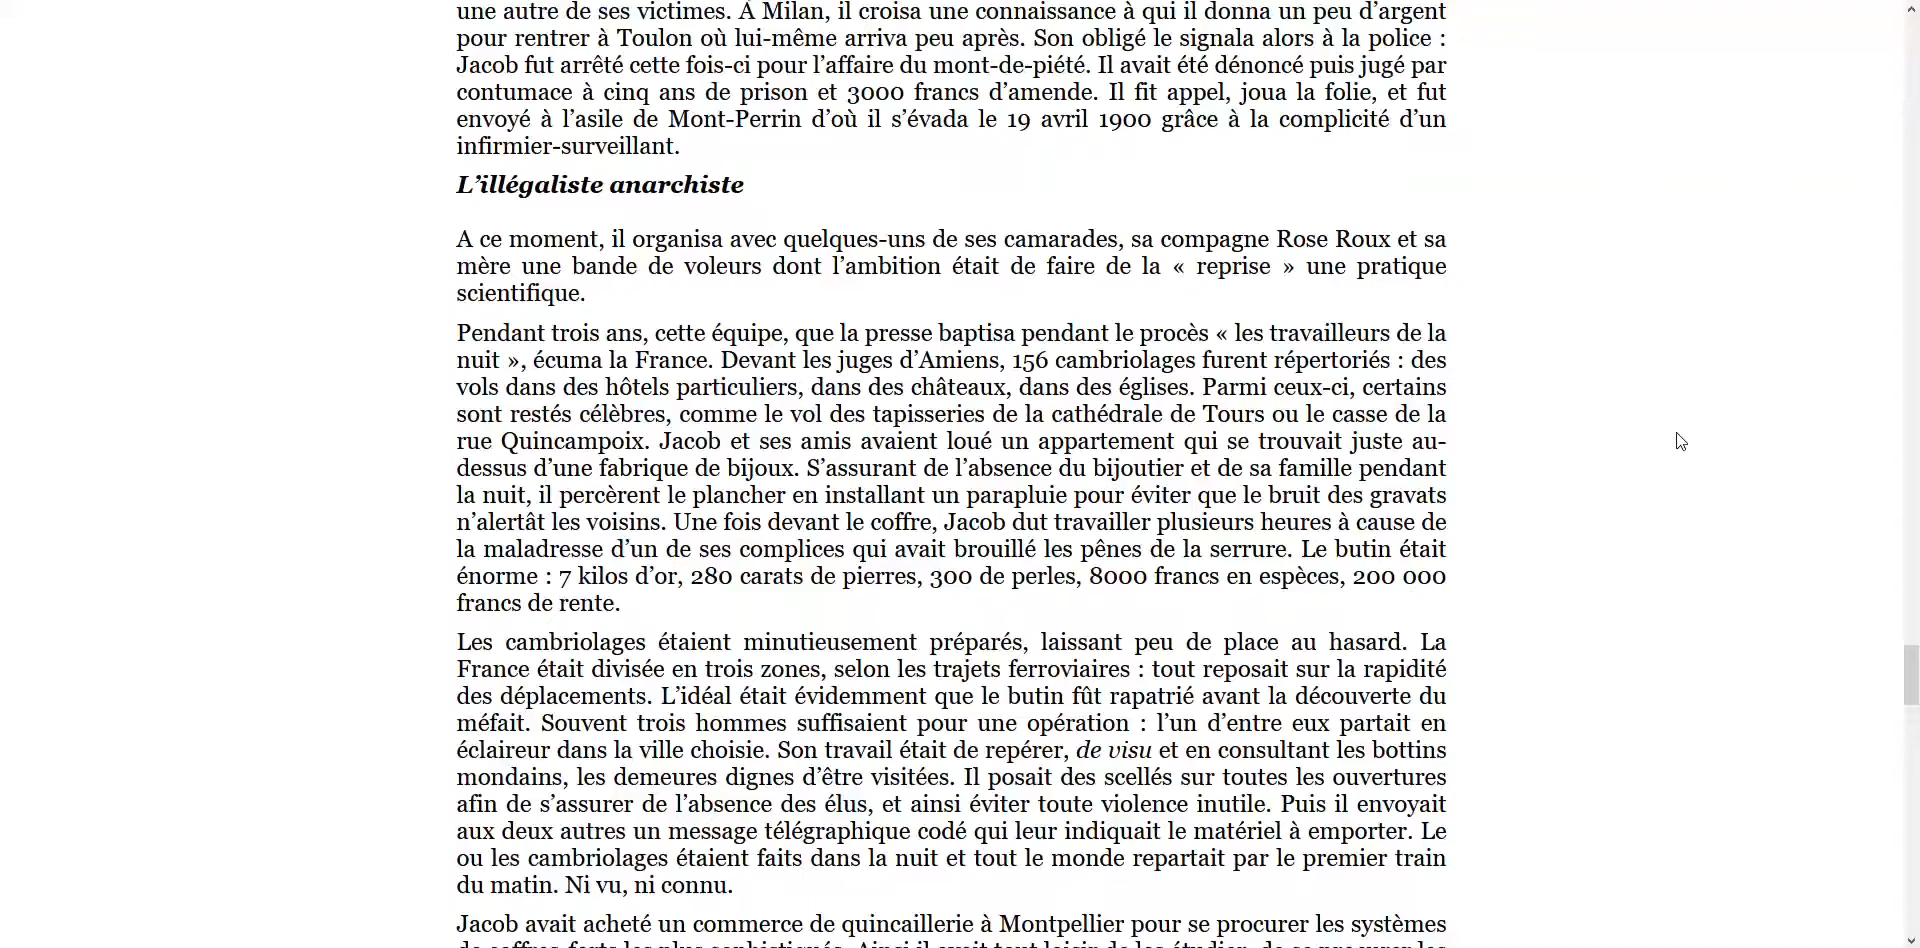 une autre de ses victimes. À Milan, il croisa une connaissance à qui il donna un peu d’argent
pour rentrer à Toulon où lui-même arriva peu après. Son obligé le signala alors à la police :
Jacob fut arrêté cette fois-ci pour l’affaire du mont-de-piété. Il avait été dénoncé puis jugé par
contumace à cinq ans de prison et 3000 francs d’amende. Il fit appel, joua la folie, et fut
envoyé à l’asile de Mont-Perrin d’où il s’évada le 19 avril 1900 grâce à la complicité d’un
infirmier-surveillant.
L’illégaliste anarchiste
A ce moment, il organisa avec quelques-uns de ses camarades, sa compagne Rose Roux et sa
mère une bande de voleurs dont l’ambition était de faire de la « reprise » une pratique
scientifique.
Pendant trois ans, cette équipe, que la presse baptisa pendant le procès « les travailleurs de la
nuit », écuma la France. Devant les juges d’Amiens, 156 cambriolages furent répertoriés : des
vols dans des hôtels particuliers, dans des châteaux, dans des églises. Parmi ceux-ci, certains
sont restés célèbres, comme le vol des tapisseries de la cathédrale de Tours ou le casse de la
rue Quincampoix. Jacob et ses amis avaient loué un appartement qui se trouvait juste au-
dessus d’une fabrique de bijoux. S’assurant de l’absence du bijoutier et de sa famille pendant
la nuit, il percèrent le plancher en installant un parapluie pour éviter que le bruit des gravats
n’alertât les voisins. Une fois devant le coffre, Jacob dut travailler plusieurs heures à cause de
la maladresse d’un de ses complices qui avait brouillé les pênes de la serrure. Le butin était
énorme : 7 kilos d’or, 280 carats de pierres, 300 de perles, 8000 francs en espèces, 200 000
francs de rente.
Les cambriolages étaient minutieusement préparés, laissant peu de place au hasard. La
France était divisée en trois zones, selon les trajets ferroviaires : tout reposait sur la rapidité
des déplacements. L’idéal était évidemment que le butin fût rapatrié avant la découverte du
méfait. Souvent trois hommes suffisaient pour une opération : l’un d’entre eux partait en
éclaireur dans la ville choisie. Son travail était de repérer, de visu et en consultant les bottins
mondains, les demeures dignes d’être visitées. Il posait des scellés sur toutes les ouvertures
afin de s’assurer de l’absence des élus, et ainsi éviter toute violence inutile. Puis il envoyait
aux deux autres un message télégraphique codé qui leur indiquait le matériel à emporter. Le
ou les cambriolages étaient faits dans la nuit et tout le monde repartait par le premier train
du matin. Ni vu, ni connu.
Jacob avait acheté un commerce de quincaillerie à Montpellier pour se procurer les systèmes